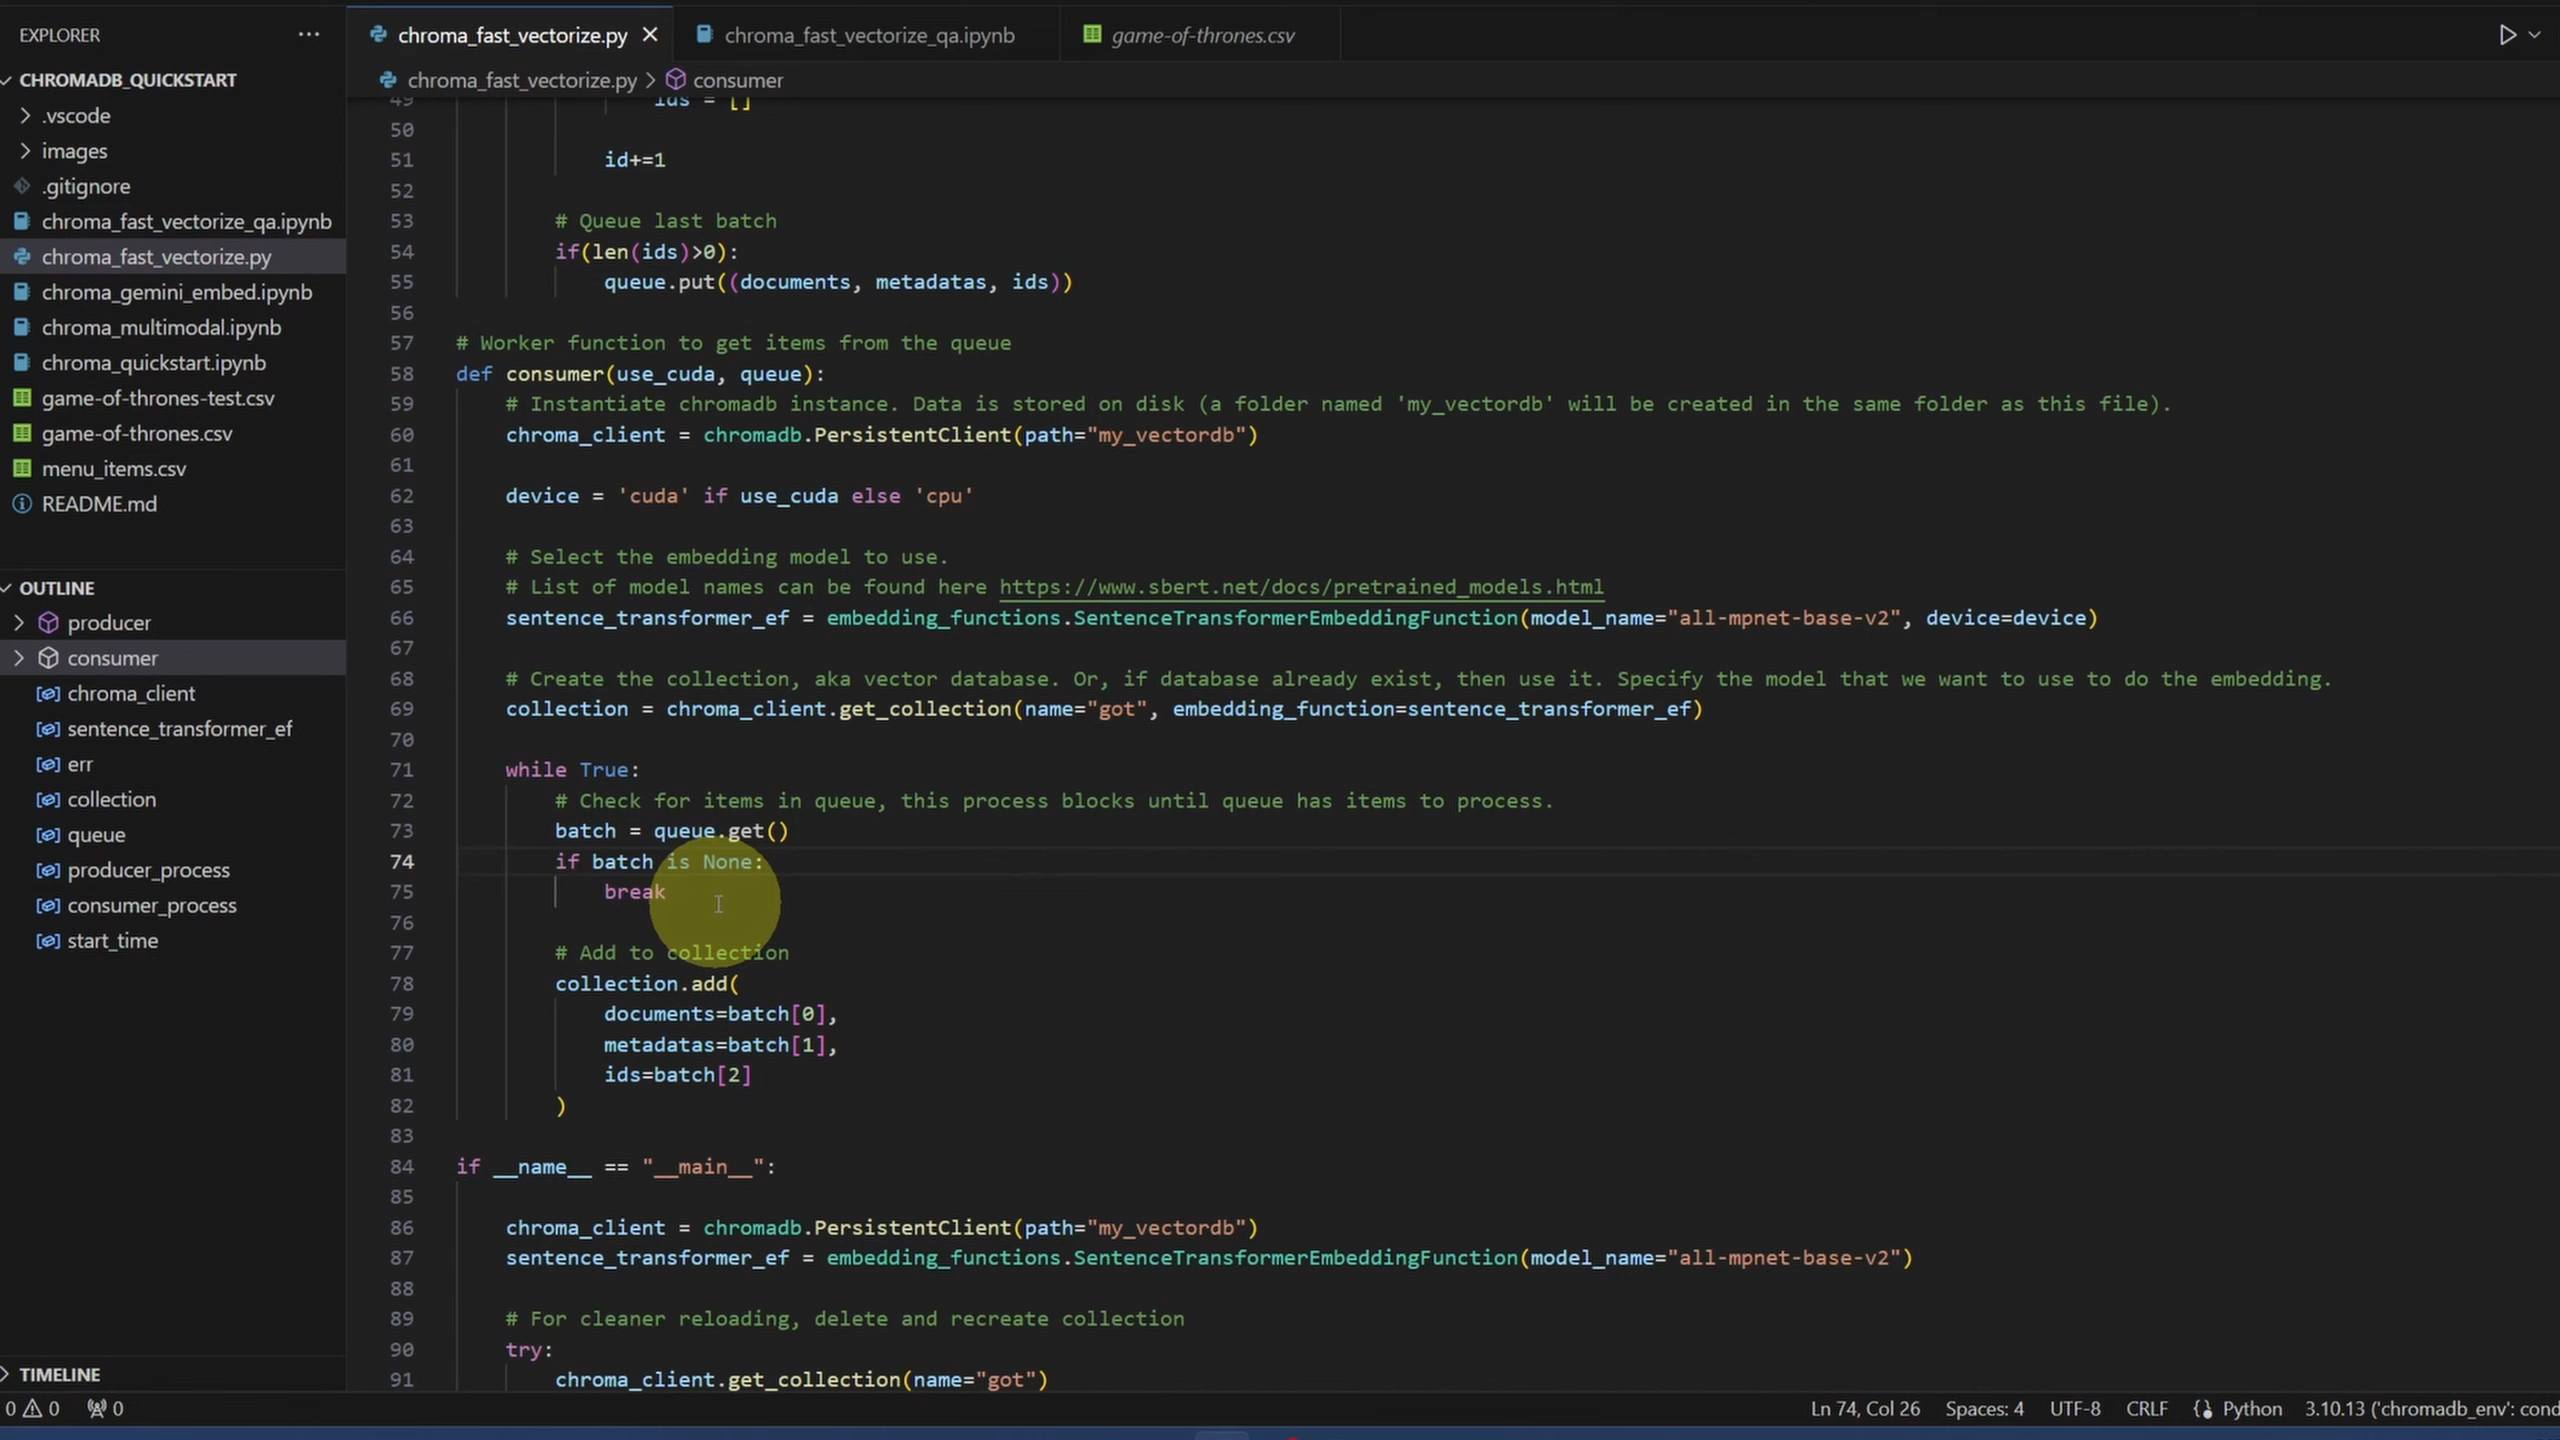 EXPLORER
CHROMADB_QUICKSTART
.vscode
images
.gitignore
chroma_fast_vectorize_qa.ipynb
chroma_fast_vectorize.py
chroma_gemini_embed.ipynb
chroma_multimodal.ipynb
chroma_quickstart.ipynb
game-of-thrones-test.csv
game-of-thrones.csv
menu_items.csv
README.md
OUTLINE
producer
consumer
chroma_client
sentence_transformer_ef
err
collection
queue
producer_process
consumer_process
start_time
TIMELINE
chroma_fast_vectorize.py
chroma_fast_vectorize_qa.ipynb
game-of-thrones.csv
chroma_fast_vectorize.py > consumer
49 ids = []
50
51 id+=1
52
53 # Queue last batch
54 if(len(ids)>0):
55 queue.put((documents, metadatas, ids))
56
57 # Worker function to get items from the queue
58 def consumer(use_cuda, queue):
59 # Instantiate chromadb instance. Data is stored on disk (a folder named 'my_vectordb' will be created in the same folder as this file).
60 chroma_client = chromadb.PersistentClient(path="my_vectordb")
61
62 device = 'cuda' if use_cuda else 'cpu'
63
64 # Select the embedding model to use.
65 # List of model names can be found here https://www.sbert.net/docs/pretrained_models.html
66 sentence_transformer_ef = embedding_functions.SentenceTransformerEmbeddingFunction(model_name="all-mpnet-base-v2", device=device)
67
68 # Create the collection, aka vector database. Or, if database already exist, then use it. Specify the model that we want to use to do the embedding.
69 collection = chroma_client.get_collection(name="got", embedding_function=sentence_transformer_ef)
70
71 while True:
72 # Check for items in queue, this process blocks until queue has items to process.
73 batch = queue.get()
74 if batch is None:
75 break
76
77 # Add to collection
78 collection.add(
79 documents=batch[0],
80 metadatas=batch[1],
81 ids=batch[2]
82 )
83
84 if __name__ == "__main__":
85
86 chroma_client = chromadb.PersistentClient(path="my_vectordb")
87 sentence_transformer_ef = embedding_functions.SentenceTransformerEmbeddingFunction(model_name="all-mpnet-base-v2")
88
89 # For cleaner reloading, delete and recreate collection
90 try:
91 chroma_client.get_collection(name="got")
0 0 0
Ln 74, Col 26 Spaces: 4 UTF-8 CRLF Python 3.10.13 ('chromadb_env': cond